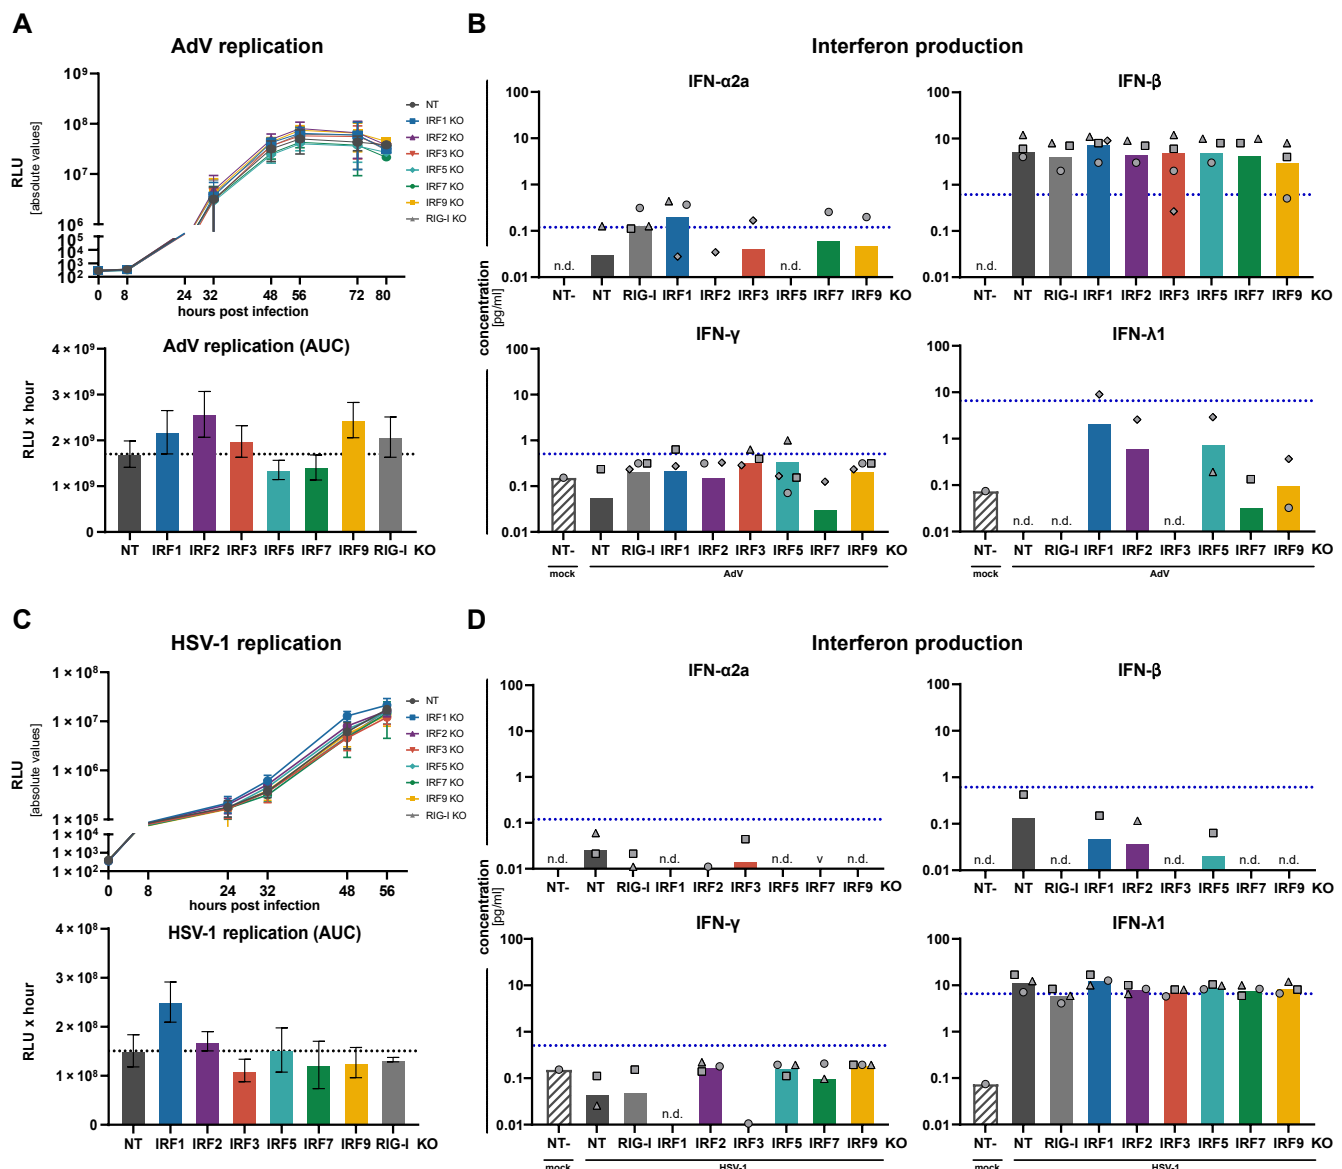 A
AdV replication
10⁹
10⁸
10⁷
10⁶
10⁵
10⁴
10³
10²
RLU
[absolute values]
0 8 24 32 48 56 72 80
hours post infection
NT
IRF1 KO
IRF2 KO
IRF3 KO
IRF5 KO
IRF7 KO
IRF9 KO
RIG-I KO
AdV replication (AUC)
4 × 10⁹
3 × 10⁹
2 × 10⁹
1 × 10⁹
0
RLU x hour
NT IRF1 IRF2 IRF3 IRF5 IRF7 IRF9 RIG-I KO
B
Interferon production
concentration
[pg/ml]
IFN-α2a
100
10
1
0.1
0.01
n.d. n.d.
NT- NT RIG-I IRF1 IRF2 IRF3 IRF5 IRF7 IRF9 KO
IFN-β
100
10
1
0.1
0.01
n.d.
NT- NT RIG-I IRF1 IRF2 IRF3 IRF5 IRF7 IRF9 KO
IFN-γ
100
10
1
0.1
0.01
NT- NT RIG-I IRF1 IRF2 IRF3 IRF5 IRF7 IRF9 KO
mock AdV
IFN-λ1
100
10
1
0.1
0.01
n.d. n.d. n.d.
NT- NT RIG-I IRF1 IRF2 IRF3 IRF5 IRF7 IRF9 KO
mock AdV
C
HSV-1 replication
1 × 10⁸
1 × 10⁷
1 × 10⁶
1 × 10⁵
1 × 10⁴
1 × 10³
1 × 10²
RLU
[absolute values]
0 8 24 32 48 56
hours post infection
NT
IRF1 KO
IRF2 KO
IRF3 KO
IRF5 KO
IRF7 KO
IRF9 KO
RIG-I KO
HSV-1 replication (AUC)
4 × 10⁸
3 × 10⁸
2 × 10⁸
1 × 10⁸
0
RLU x hour
NT IRF1 IRF2 IRF3 IRF5 IRF7 IRF9 RIG-I KO
D
Interferon production
concentration
[pg/ml]
IFN-α2a
100
10
1
0.1
0.01
n.d. n.d. n.d. v n.d.
NT- NT RIG-I IRF1 IRF2 IRF3 IRF5 IRF7 IRF9 KO
IFN-β
100
10
1
0.1
0.01
n.d. n.d. n.d. n.d. n.d.
NT- NT RIG-I IRF1 IRF2 IRF3 IRF5 IRF7 IRF9 KO
IFN-γ
100
10
1
0.1
0.01
n.d.
NT- NT RIG-I IRF1 IRF2 IRF3 IRF5 IRF7 IRF9 KO
mock HSV-1
IFN-λ1
100
10
1
0.1
0.01
NT- NT RIG-I IRF1 IRF2 IRF3 IRF5 IRF7 IRF9 KO
mock HSV-1